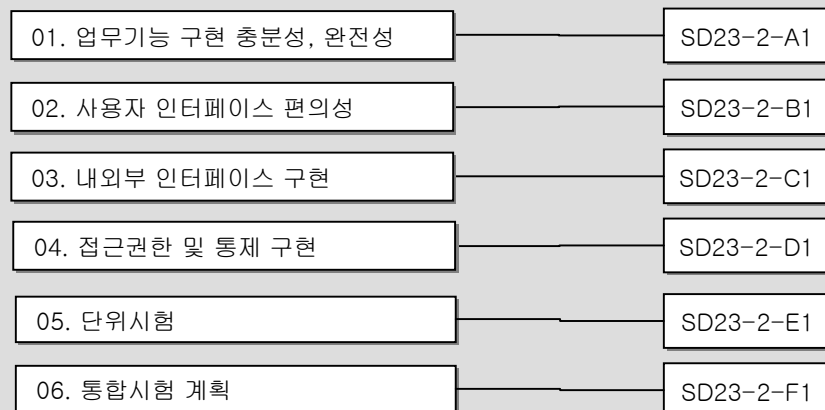 01. 업무기능 구현 충분성, 완전성
SD23-2-A1
02. 사용자 인터페이스 편의성
SD23-2-B1
03. 내외부 인터페이스 구현
SD23-2-C1
04. 접근권한 및 통제 구현
SD23-2-D1
05. 단위시험
SD23-2-E1
06. 통합시험 계획
SD23-2-F1